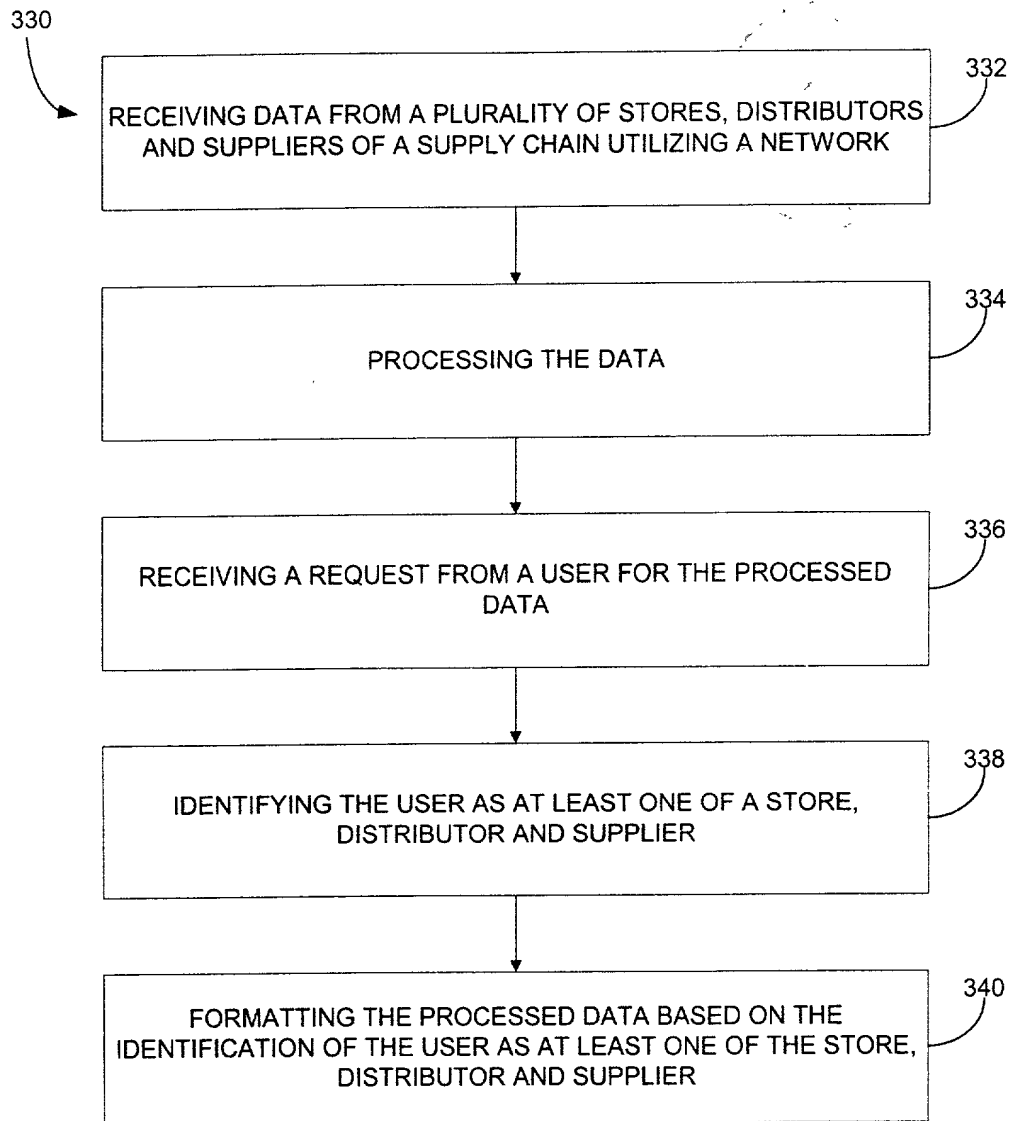 330
332
RECEIVING DATA FROM A PLURALITY OF STORES, DISTRIBUTORS
AND SUPPLIERS OF A SUPPLY CHAIN UTILIZING A NETWORK
334
PROCESSING THE DATA
336
RECEIVING A REQUEST FROM A USER FOR THE PROCESSED
DATA
338
IDENTIFYING THE USER AS AT LEAST ONE OF A STORE,
DISTRIBUTOR AND SUPPLIER
340
FORMATTING THE PROCESSED DATA BASED ON THE
IDENTIFICATION OF THE USER AS AT LEAST ONE OF THE STORE,
DISTRIBUTOR AND SUPPLIER